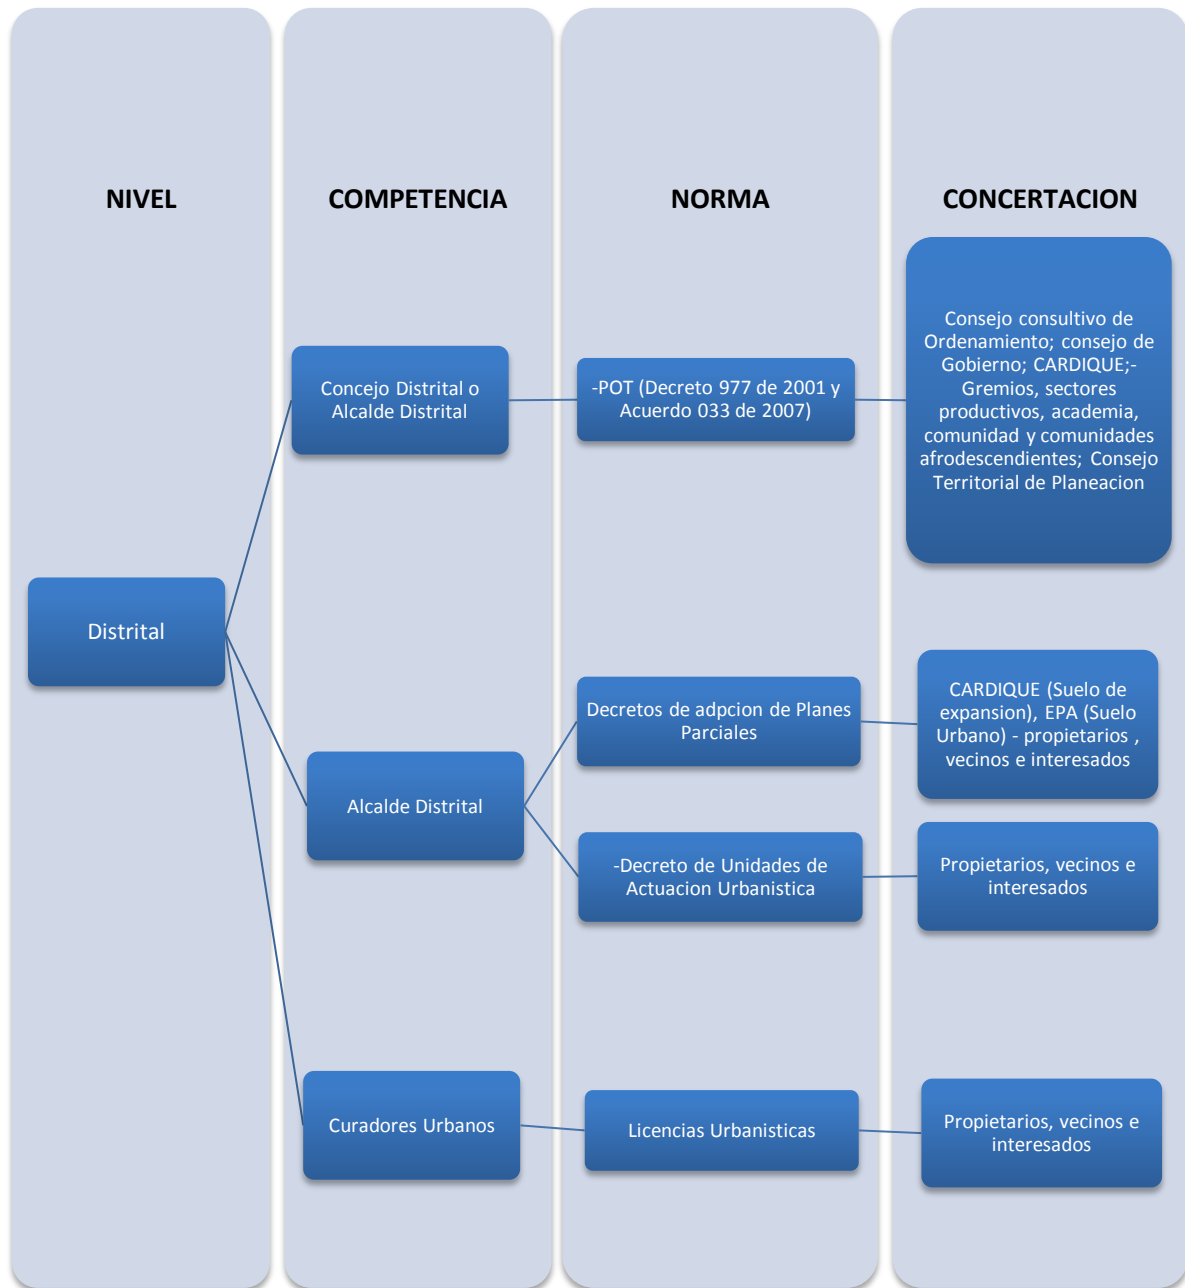 NIVEL
COMPETENCIA
NORMA
CONCERTACION
Distrital
Concejo Distrital o
Alcalde Distrital
-POT (Decreto 977 de 2001 y
Acuerdo 033 de 2007)
Consejo consultivo de
Ordenamiento; consejo de
Gobierno; CARDIQUE;-
Gremios, sectores
productivos, academia,
comunidad y comunidades
afrodescendientes; Consejo
Territorial de Planeacion
Alcalde Distrital
Decretos de adpcion de Planes
Parciales
CARDIQUE (Suelo de
expansion), EPA (Suelo
Urbano) - propietarios ,
vecinos e interesados
-Decreto de Unidades de
Actuacion Urbanistica
Propietarios, vecinos e
interesados
Curadores Urbanos
Licencias Urbanisticas
Propietarios, vecinos e
interesados